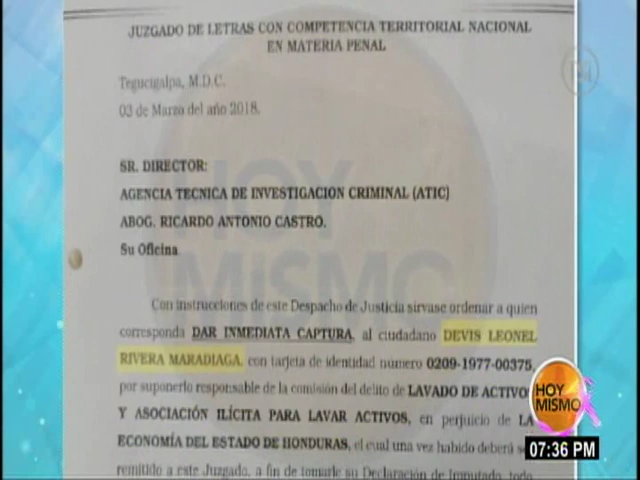 JUZGADO DE LETRAS CON COMPETENCIA TERRITORIAL NACIONAL
EN MATERIA PENAL
Tegucigalpa, M.D.C.
03 de Marzo del año 2018.
SR. DIRECTOR:
AGENCIA TECNICA DE INVESTIGACION CRIMINAL (ATIC)
ABOG. RICARDO ANTONIO CASTRO.
Su Oficina
HOY
MISMO
Con instrucciones de este Despacho de Justicia sírvase ordenar a quien
corresponda DAR INMEDIATA CAPTURA, al ciudadano DEVIS LEONEL
RIVERA MARADIAGA, con tarjeta de identidad número 0209-1977-00375,
por suponerlo responsable de la comisión del delito de LAVADO DE ACTIVO
Y ASOCIACIÓN ILÍCITA PARA LAVAR ACTIVOS, en perjuicio de LA
ECONOMÍA DEL ESTADO DE HONDURAS, el cual una vez habido deberá
remitido a este Juzgado, a fin de tomarle su Declaración de Imputado, todo
HOY
MISMO
07:36 PM